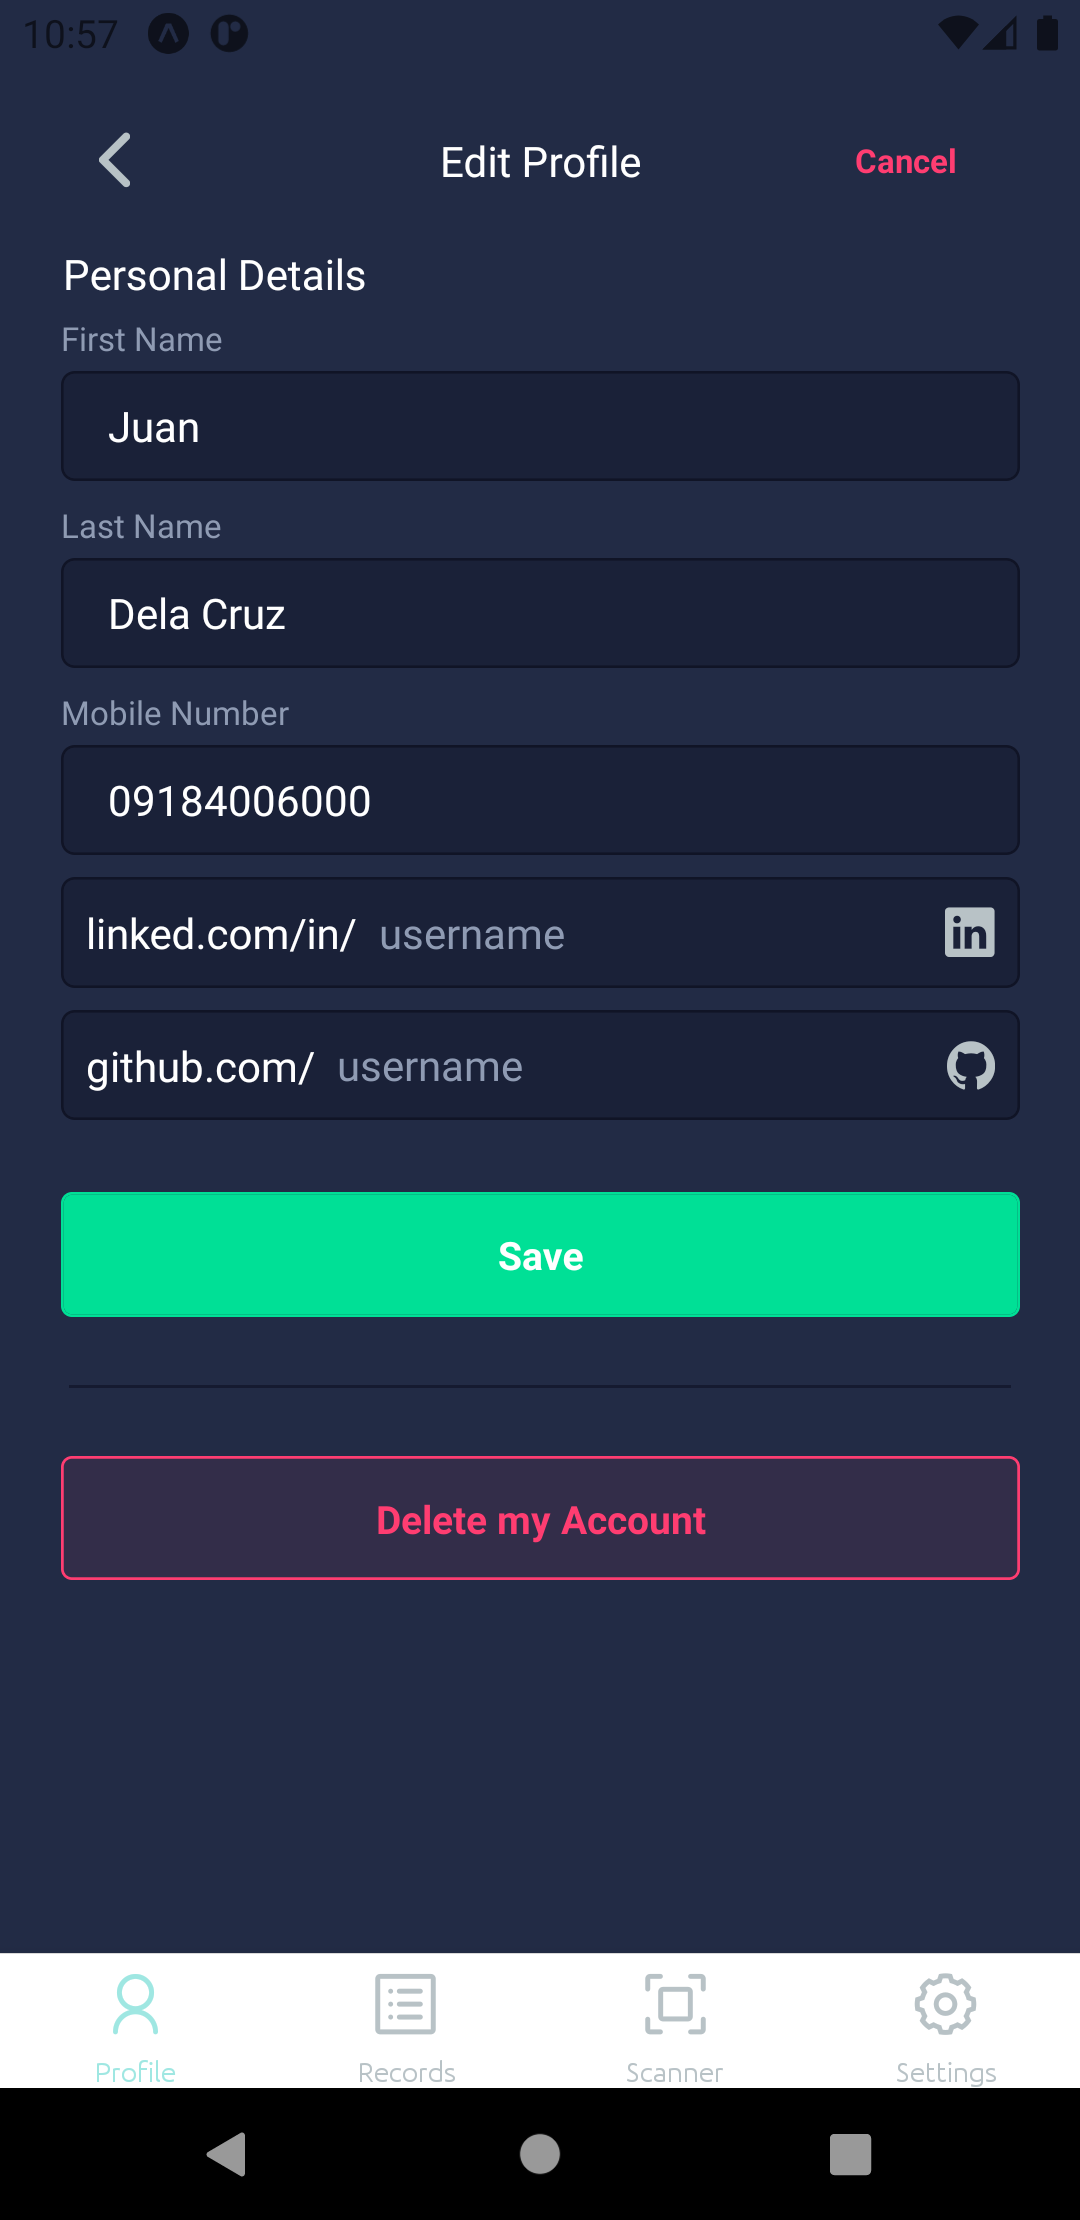 10:57
Edit Profile
Cancel
Personal Details
First Name
Juan
Last Name
Dela Cruz
Mobile Number
09184006000
linked.com/in/ username
in
github.com/ username
Save
Delete my Account
Profile
Records
Scanner
Settings